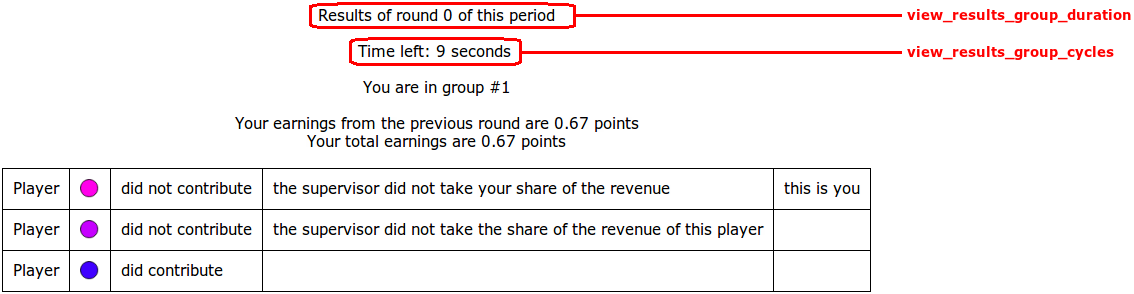 Results of round 0 of this period
view_results_group_duration
Time left: 9 seconds
view_results_group_cycles
You are in group #1
Your earnings from the previous round are 0.67 points
Your total earnings are 0.67 points
Player did not contribute the supervisor did not take your share of the revenue this is you
Player did not contribute the supervisor did not take the share of the revenue of this player
Player did contribute